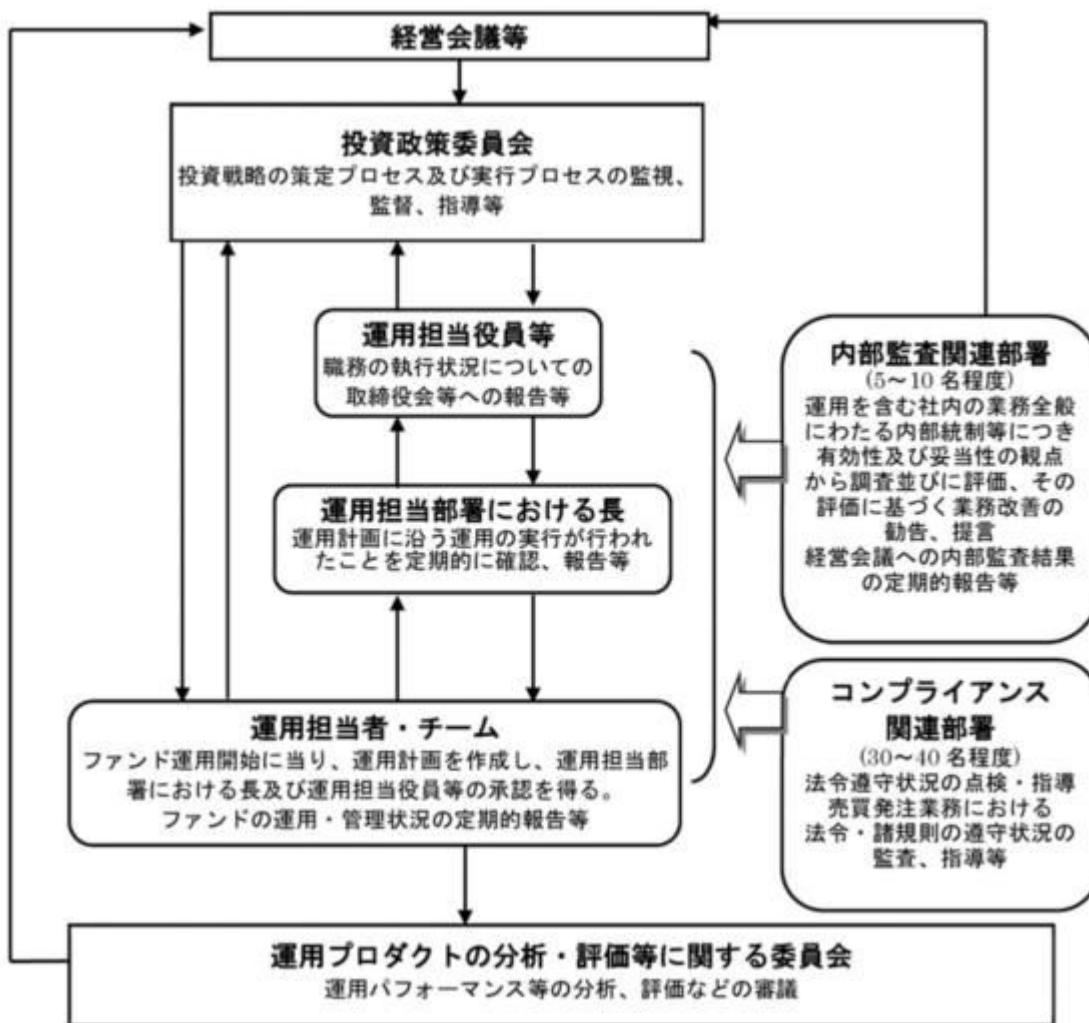 経営会議等
投資政策委員会
投資戦略の策定プロセス及び実行プロセスの監視、
監督、指導等
運用担当役員等
職務の執行状況についての
取締役会等への報告等
運用担当部署における長
運用計画に沿う運用の実行が行われ
たことを定期的に確認、報告等
運用担当者・チーム
ファンド運用開始に当り、運用計画を作成し、運用担当部
署における長及び運用担当役員等の承認を得る。
ファンドの運用・管理状況の定期的報告等
内部監査関連部署
(5～10 名程度)
運用を含む社内の業務全般
にわたる内部統制等につき
有効性及び妥当性の観点
から調査並びに評価、その
評価に基づく業務改善の
勧告、提言
経営会議への内部監査結果
の定期的報告等
コンプライアンス
関連部署
(30～40 名程度)
法令遵守状況の点検・指導
売買発注業務における
法令・諸規則の遵守状況の
監査、指導等
運用プロダクトの分析・評価等に関する委員会
運用パフォーマンス等の分析、評価などの審議